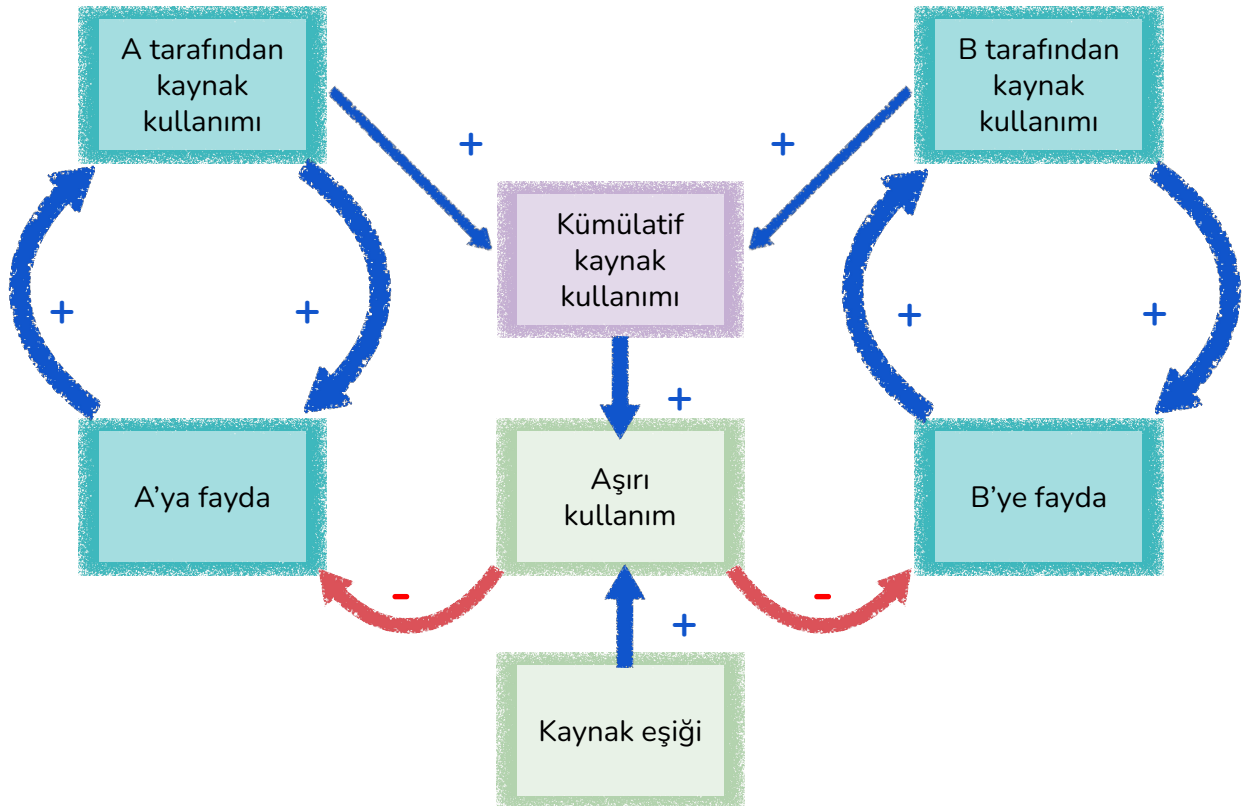 A tarafından
kaynak
kullanımı
B tarafından
kaynak
kullanımı
+
+
Kümülatif
kaynak
kullanımı
+
+
+
+
+
A'ya fayda
Aşırı
kullanım
B'ye fayda
-
-
+
Kaynak eşiği